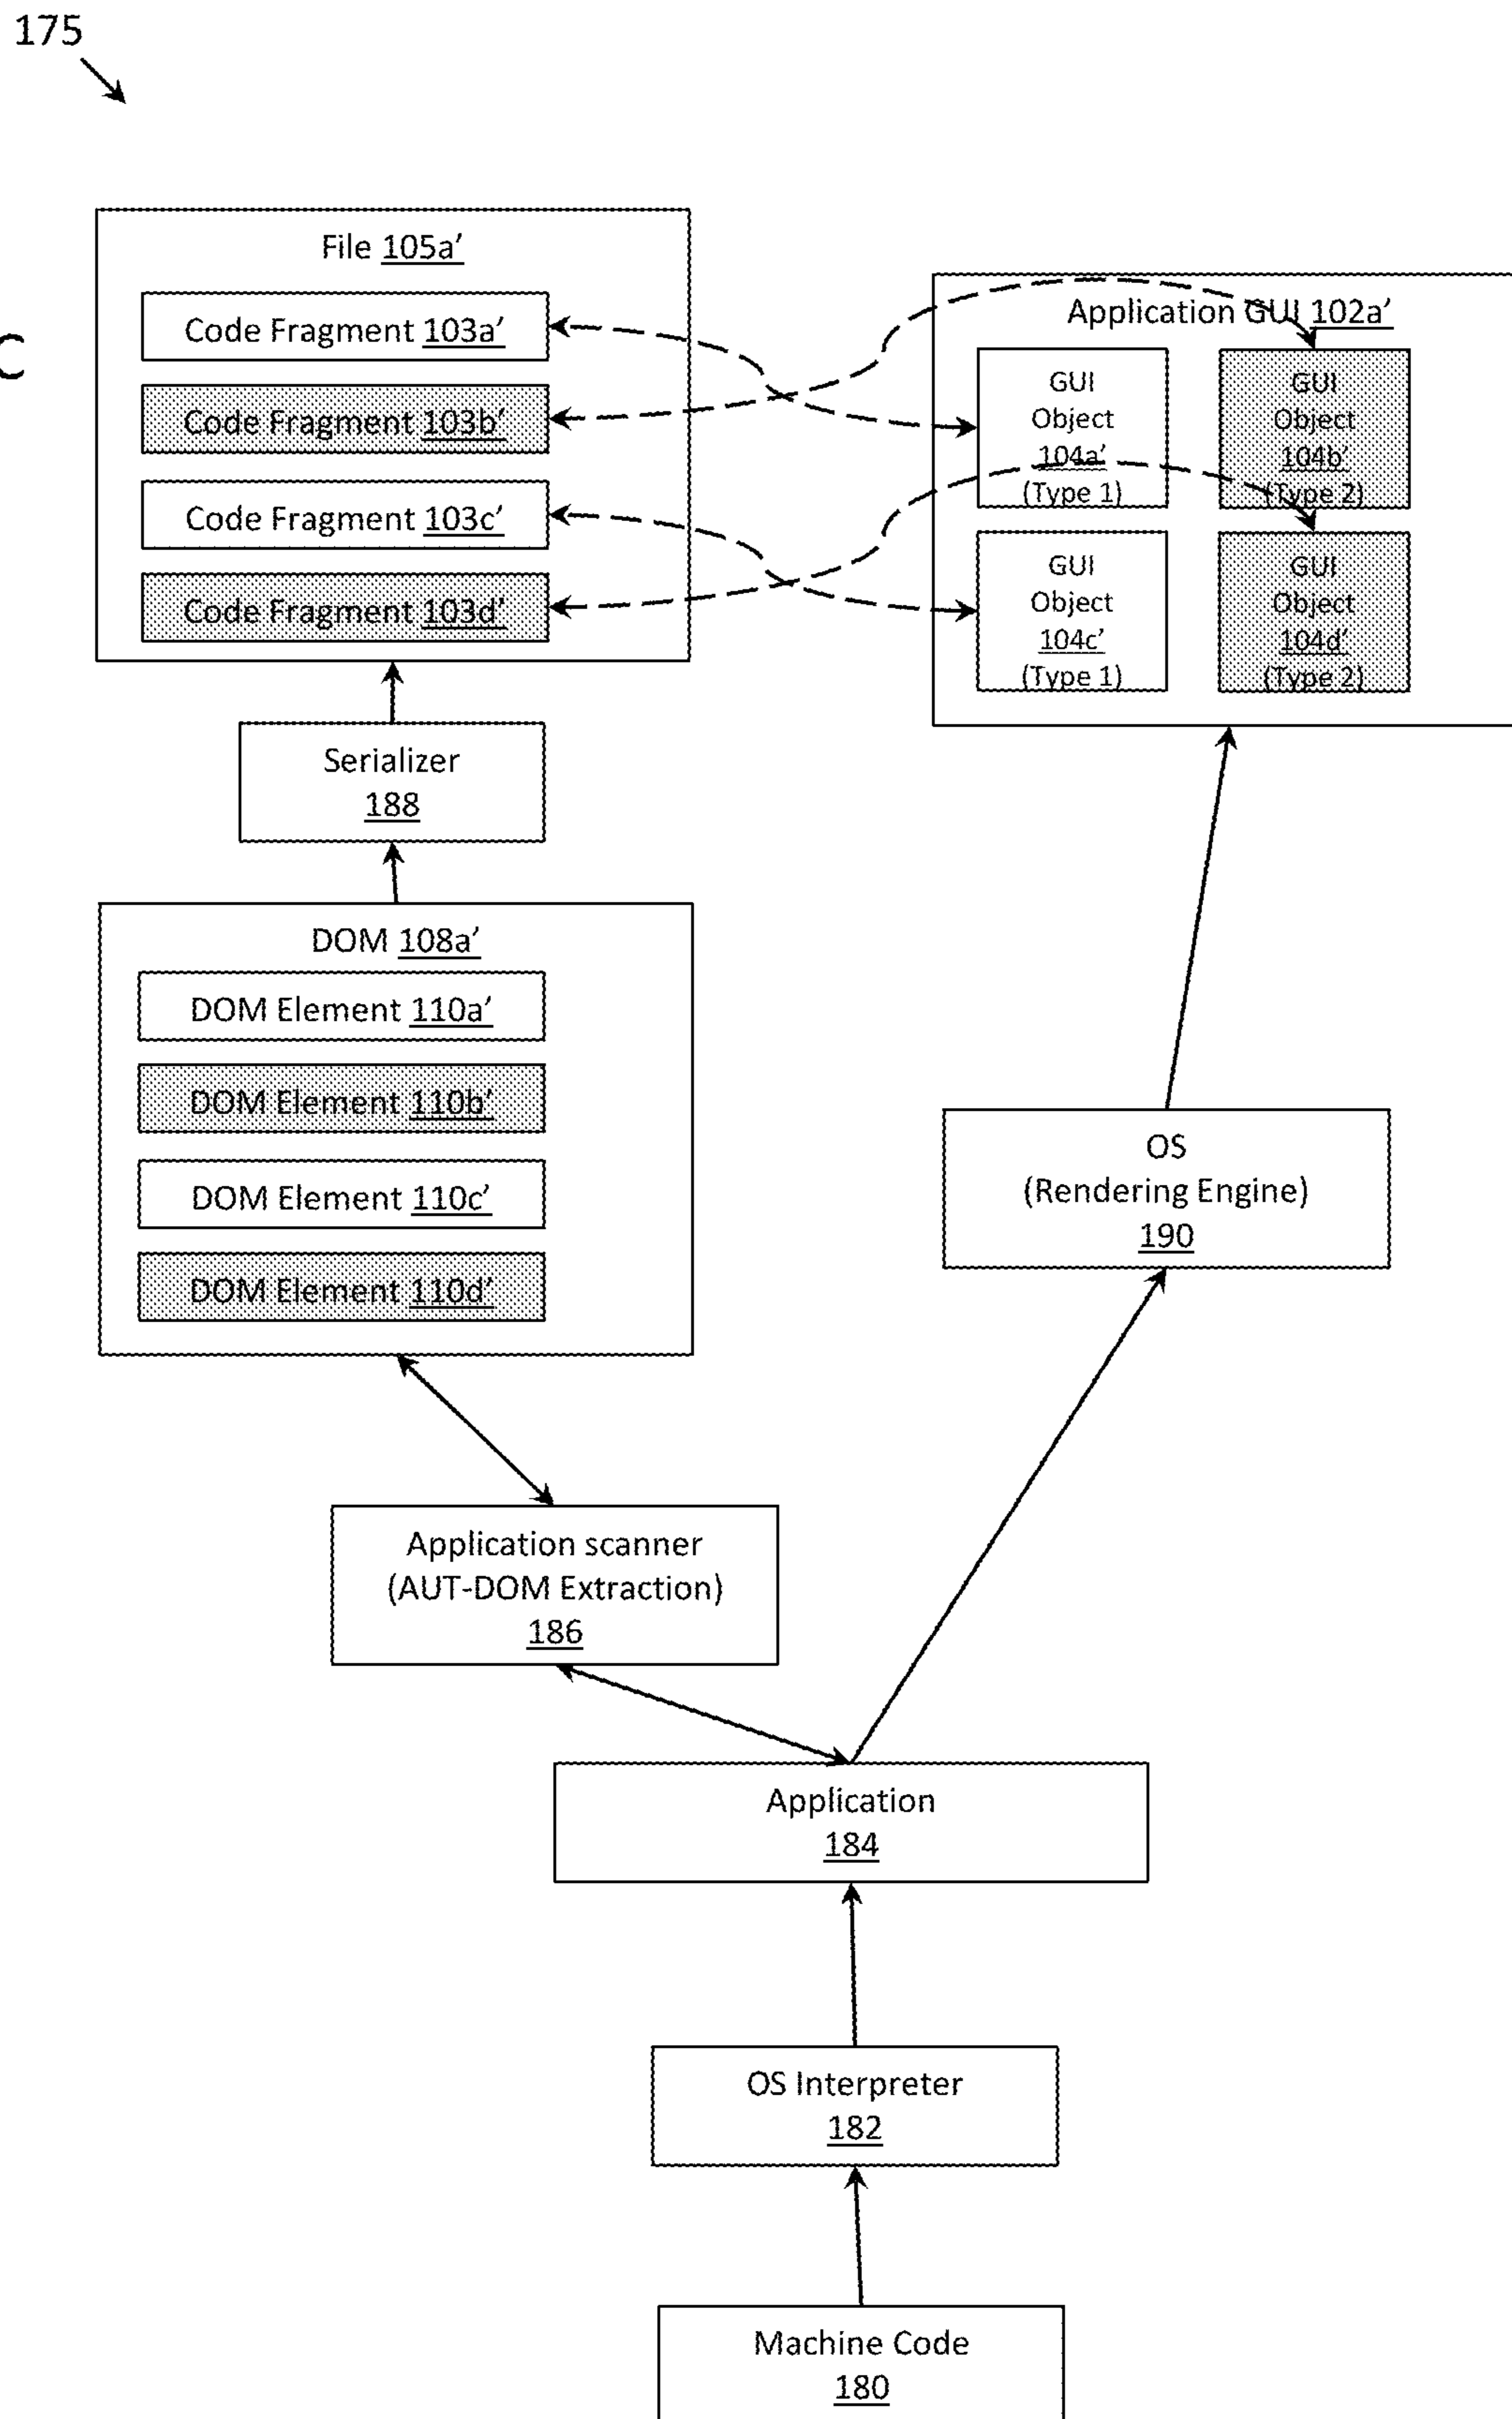 175
C
File 105a’
Code Fragment 103a’
Code Fragment 103b’
Code Fragment 103c’
Code Fragment 103d’
Application GUI 102a’
GUI
Object
104a’
(Type 1)
GUI
Object
104b’
(Type 2)
GUI
Object
104c’
(Type 1)
GUI
Object
104d’
(Type 2)
Serializer
188
DOM 108a’
DOM Element 110a’
DOM Element 110b’
DOM Element 110c’
DOM Element 110d’
OS
(Rendering Engine)
190
Application scanner
(AUT-DOM Extraction)
186
Application
184
OS Interpreter
182
Machine Code
180